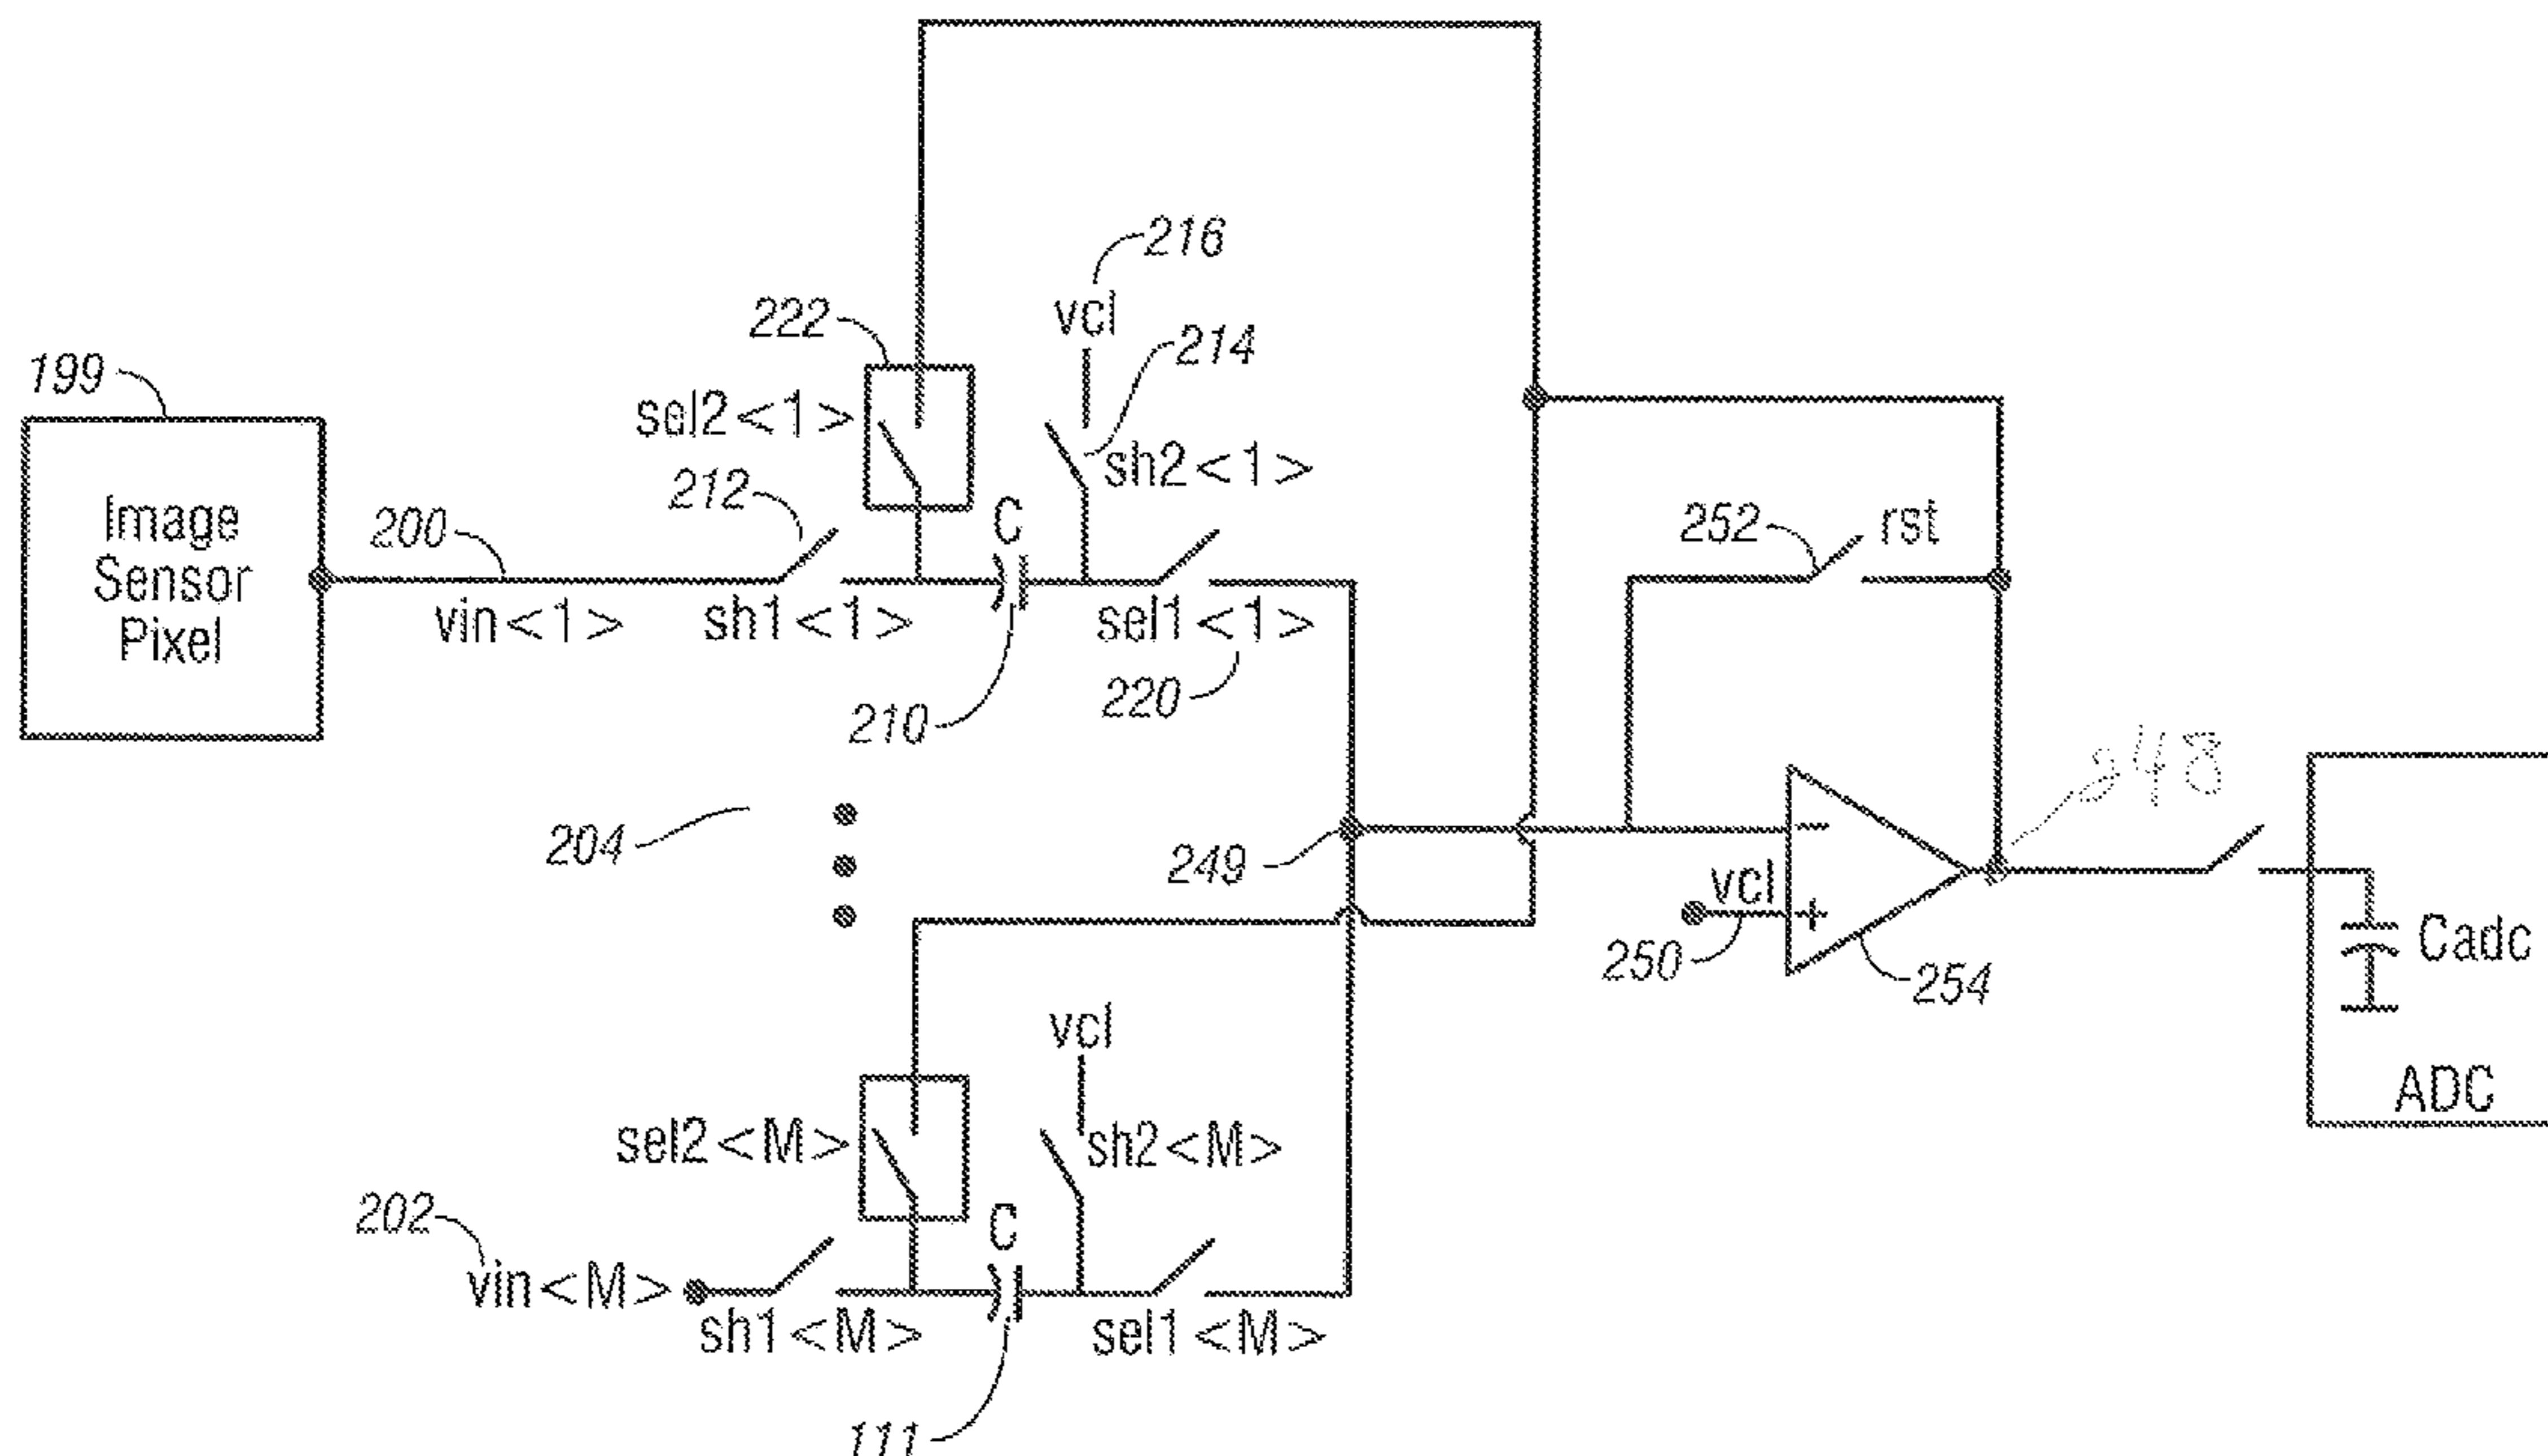 216
vcl
222
214
199
sel2<1>
sh2<1>
212
C
252
rst
200
Image
Sensor
Pixel
vin<1>
sh1<1>
sel1<1>
210
220
248
204
249
vcl
250
254
Cadc
ADC
vcl
sel2<M>
sh2<M>
202
C
vin<M>
sh1<M>
sel1<M>
111